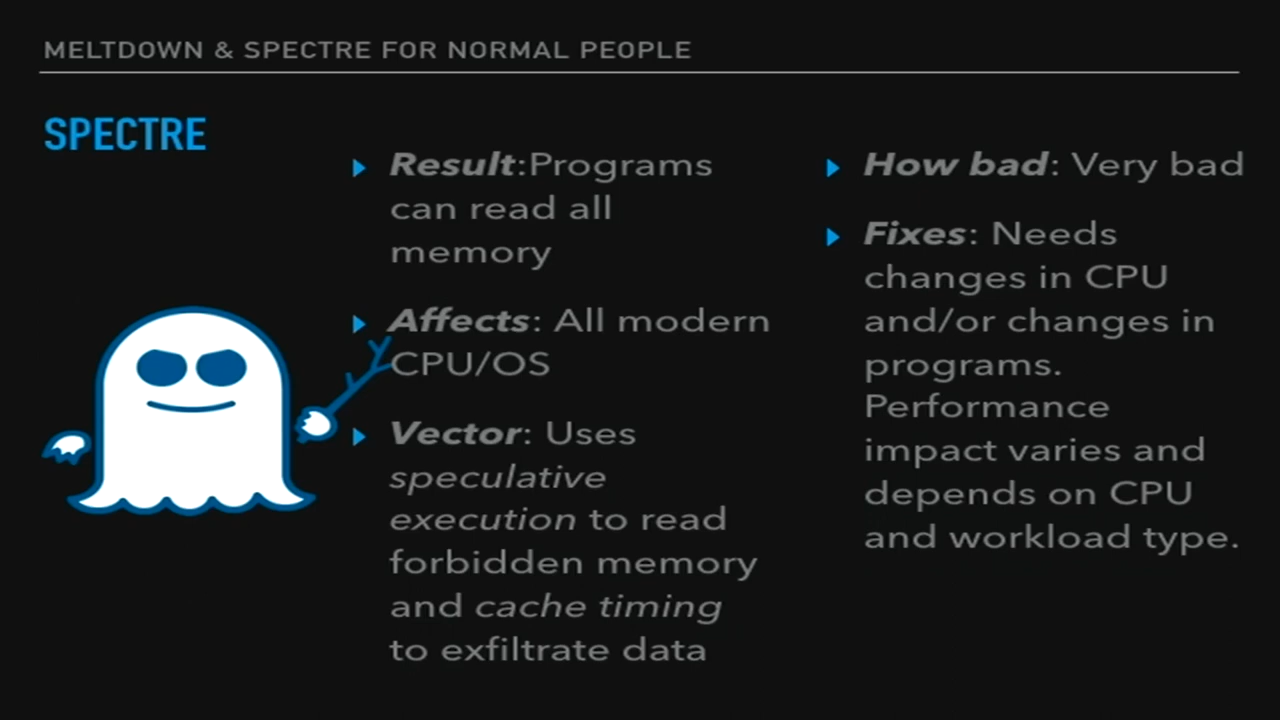 MELTDOWN & SPECTRE FOR NORMAL PEOPLE
SPECTRE
Result:Programs
can read all
memory
Affects: All modern
CPU/OS
Vector: Uses
speculative
execution to read
forbidden memory
and cache timing
to exfiltrate data
How bad: Very bad
Fixes: Needs
changes in CPU
and/or changes in
programs.
Performance
impact varies and
depends on CPU
and workload type.